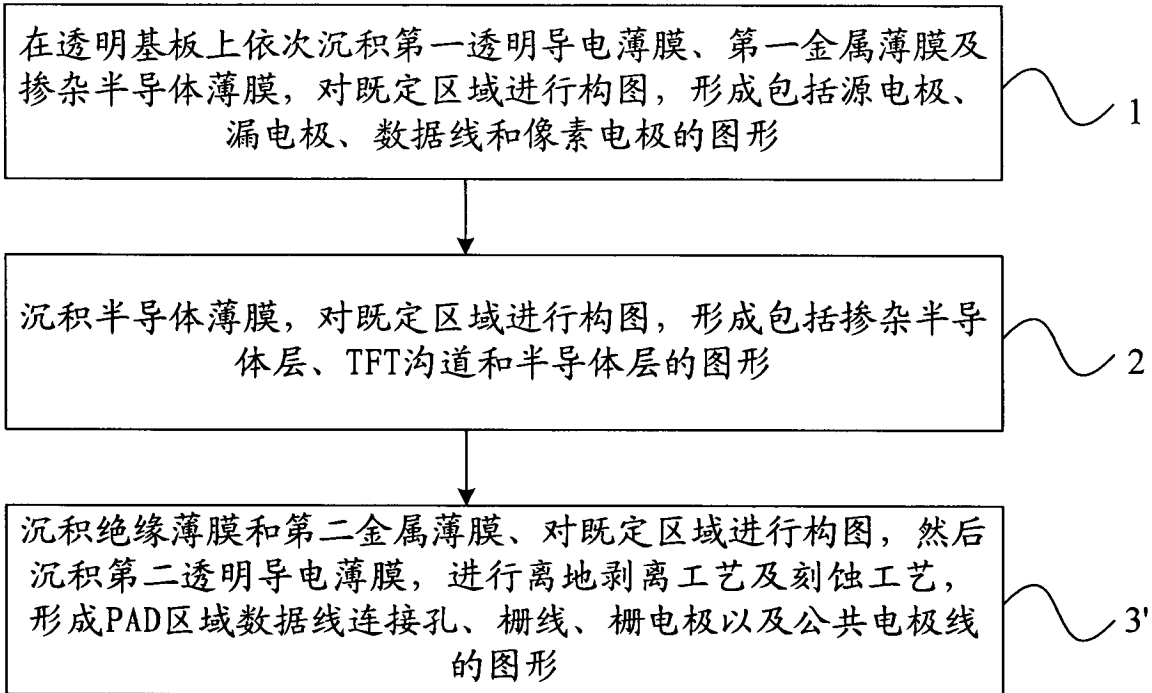 在透明基板上依次沉积第一透明导电薄膜、第一金属薄膜及
掺杂半导体薄膜，对既定区域进行构图，形成包括源电极、
漏电极、数据线和像素电极的图形
1
沉积半导体薄膜，对既定区域进行构图，形成包括掺杂半导
体层、TFT沟道和半导体层的图形
2
沉积绝缘薄膜和第二金属薄膜、对既定区域进行构图，然后
沉积第二透明导电薄膜，进行离地剥离工艺及刻蚀工艺，
形成PAD区域数据线连接孔、栅线、栅电极以及公共电极线
的图形
3'